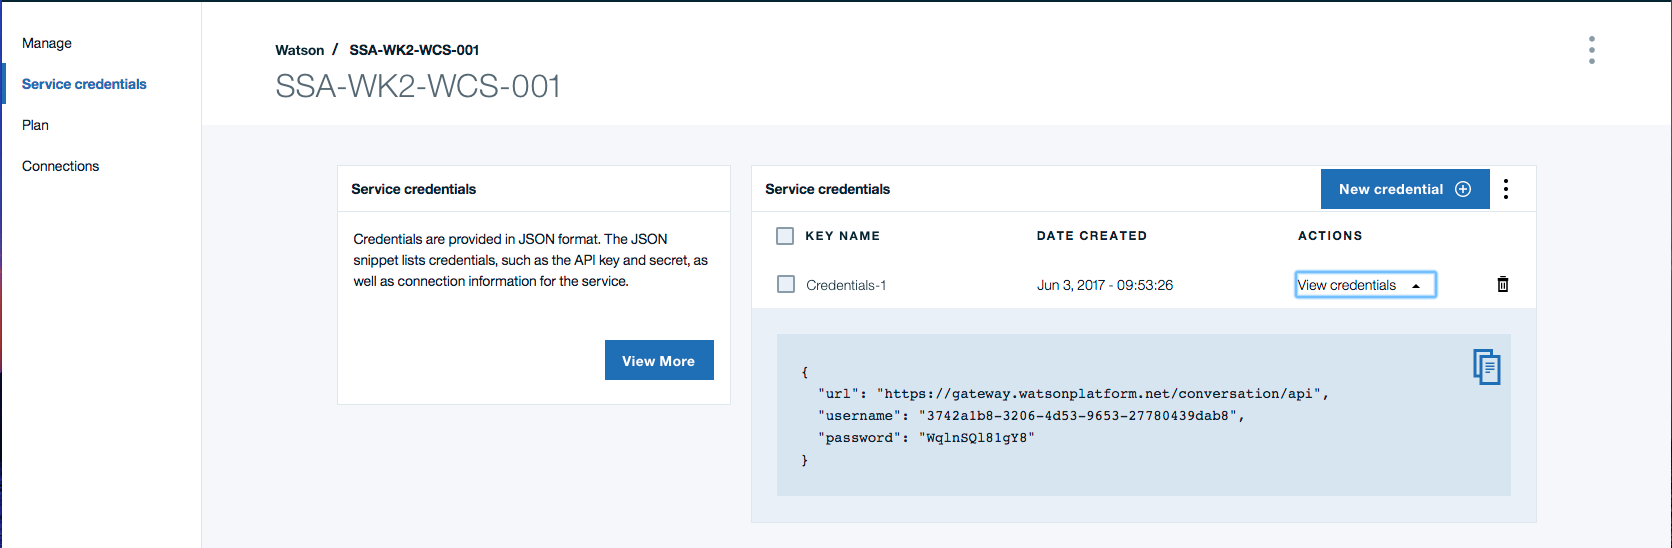 Manage
Service credentials
Plan
Connections
Watson / SSA-WK2-WCS-001
SSA-WK2-WCS-001
Service credentials
Credentials are provided in JSON format. The JSON
snippet lists credentials, such as the API key and secret, as
well as connection information for the service.
View More
Service credentials
New credential
KEY NAME DATE CREATED ACTIONS
Credentials-1 Jun 3, 2017 - 09:53:26 View credentials
{
"url": "https://gateway.watsonplatform.net/conversation/api",
"username": "3742a1b8-3206-4d53-9653-27780439dab8",
"password": "WqlnSQl81gY8"
}